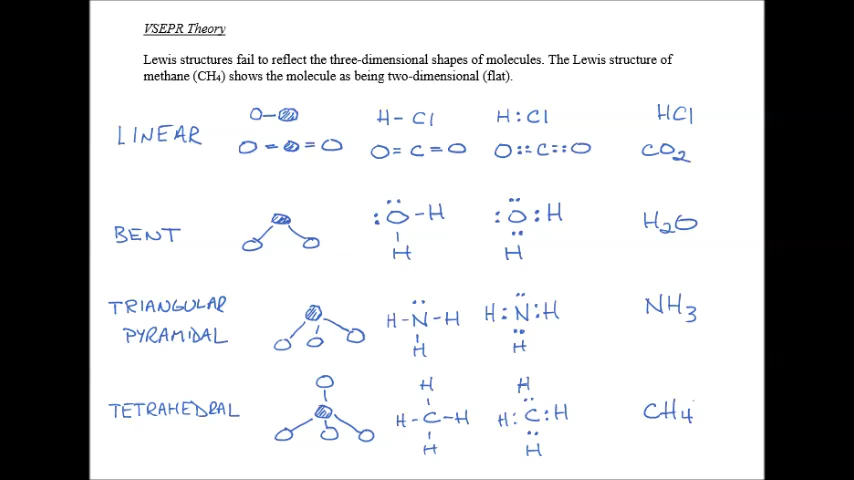 VSEPR Theory
Lewis structures fail to reflect the three-dimensional shapes of molecules. The Lewis structure of
methane (CH₄) shows the molecule as being two-dimensional (flat).
LINEAR
H - Cl H : Cl HCl
O = C = O O :: C :: O CO₂
BENT
:O - H :O : H H₂O
H H
TRIANGULAR
PYRAMIDAL
H - N - H H : N : H NH₃
H H
TETRAHEDRAL
H H
H - C - H H : C : H CH₄
H H